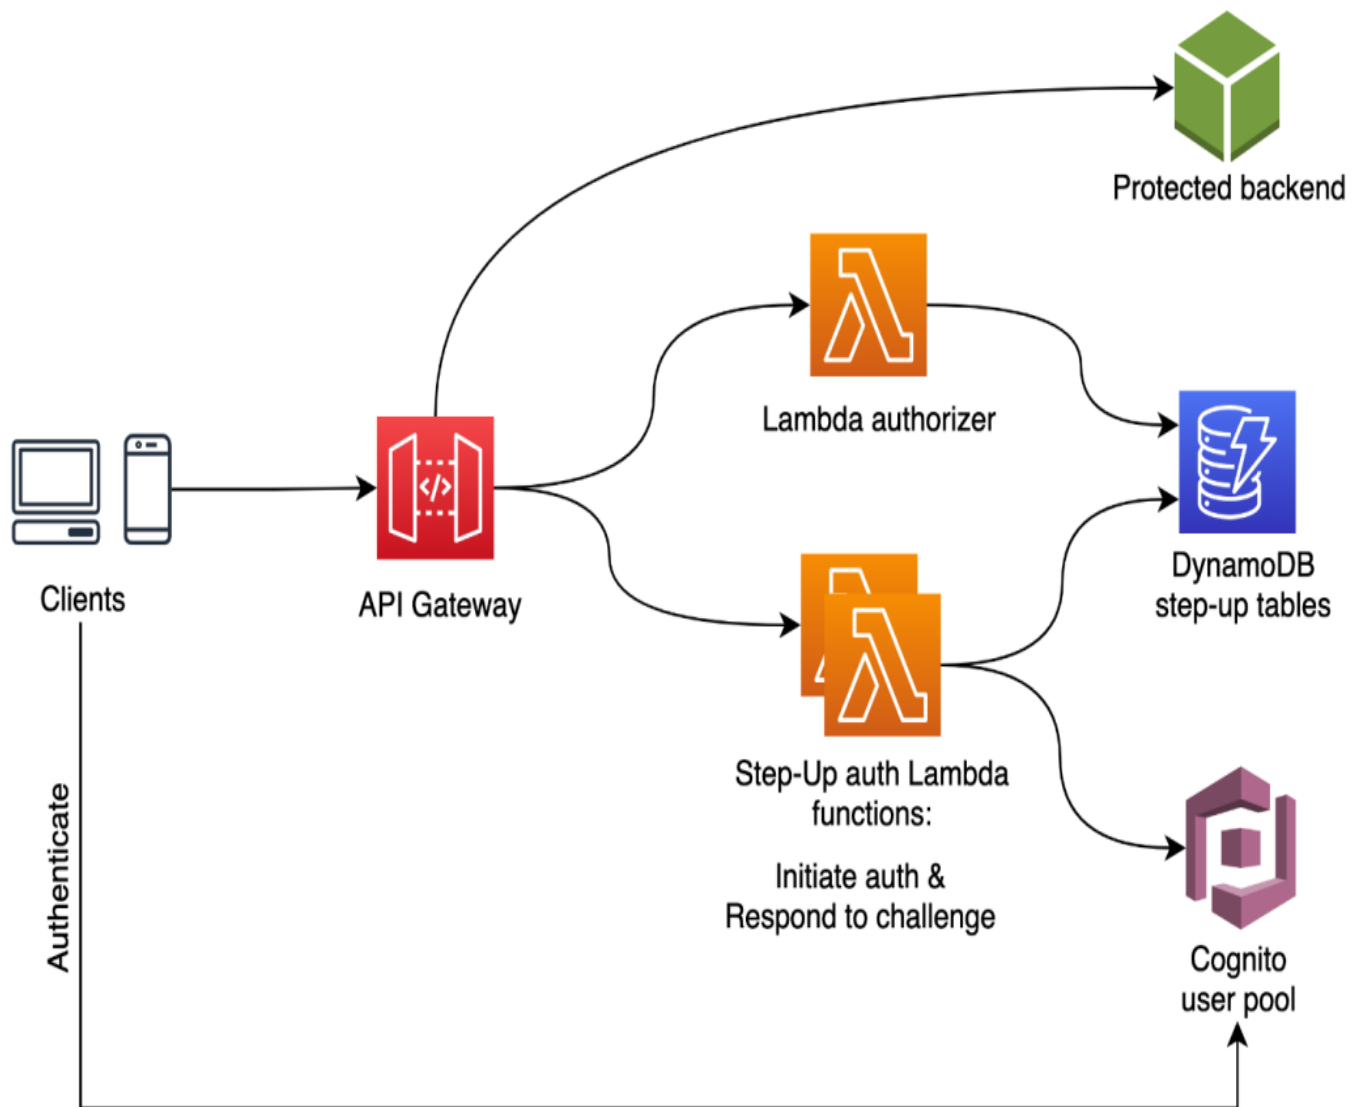 Protected backend
Lambda authorizer
</>
Clients
API Gateway
DynamoDB
step-up tables
Step-Up auth Lambda
functions:
Initiate auth &
Respond to challenge
Authenticate
Cognito
user pool